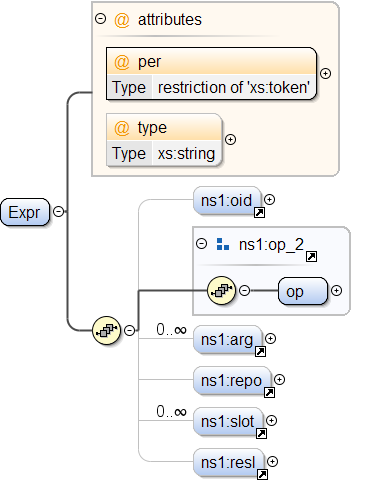 attributes
@ per
Type restriction of 'xs:token'
@ type
Type xs:string
Expr
ns1:oid
ns1:op_2
op
0..∞
ns1:arg
ns1:repo
0..∞
ns1:slot
ns1:resl